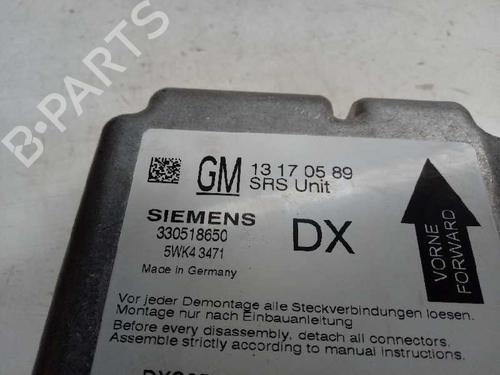 GM 13 17 05 89
SRS Unit
SIEMENS
330518650
5WK43471
DX
Made in Germany
VORNE
FORWARD
Vor jeder Demontage alle Steckverbindungen loesen.
Montage nur nach Einbauanleitung
Before every disassembly, detach all connectors.
Assemble strictly according to manual instructions.
B-PARTS